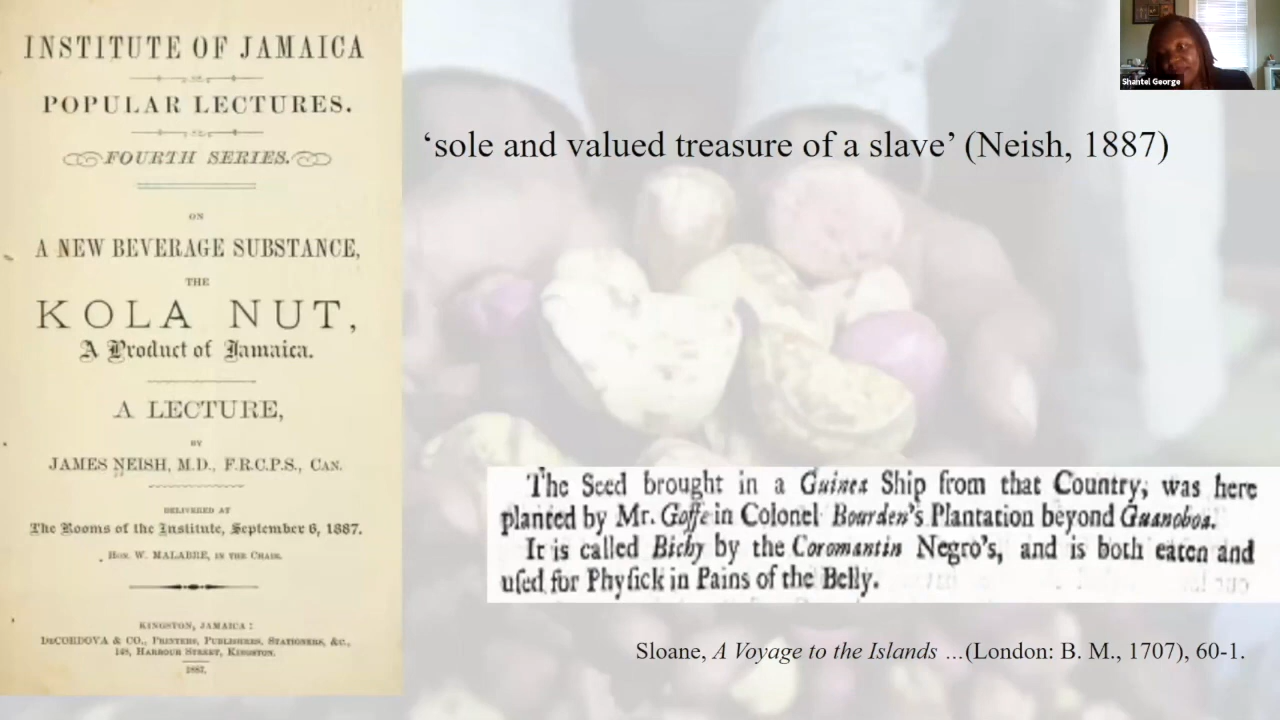 INSTITUTE OF JAMAICA
POPULAR LECTURES.
FOURTH SERIES.
ON
A NEW BEVERAGE SUBSTANCE,
THE
KOLA NUT,
A Product of Jamaica.
A LECTURE,
BY
JAMES NEISH, M.D., F.R.C.P.S., CAN.
DELIVERED AT
The Rooms of the Institute, September 6, 1887.
HON. W. MALABRE, IN THE CHAIR.
KINGSTON, JAMAICA:
DECORDOVA & CO., PRINTERS, PUBLISHERS, STATIONERS, &C.,
148, HARBOUR STREET, KINGSTON.
1887.
Shantel George
‘sole and valued treasure of a slave’ (Neish, 1887)
The Seed brought in a Guinea Ship from that Country, was here
planted by Mr. Goffe in Colonel Bourden's Plantation beyond Guanoboa.
It is called Bichy by the Coromantin Negro's, and is both eaten and
uſed for Phyſick in Pains of the Belly.
Sloane, A Voyage to the Islands ...(London: B. M., 1707), 60-1.